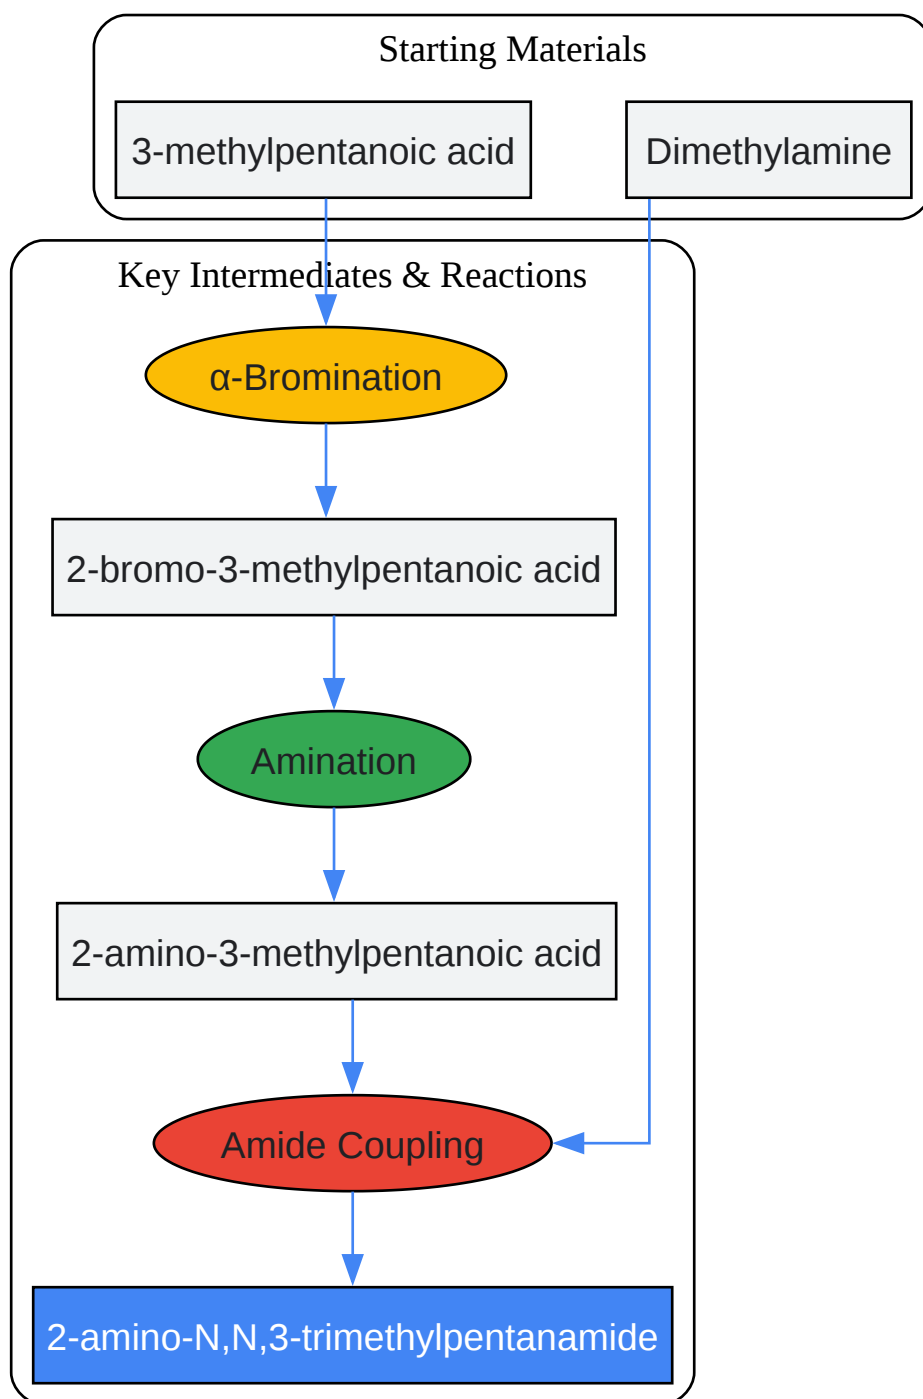 Starting Materials
3-methylpentanoic acid
Dimethylamine
Key Intermediates & Reactions
α-Bromination
2-bromo-3-methylpentanoic acid
Amination
2-amino-3-methylpentanoic acid
Amide Coupling
2-amino-N,N,3-trimethylpentanamide